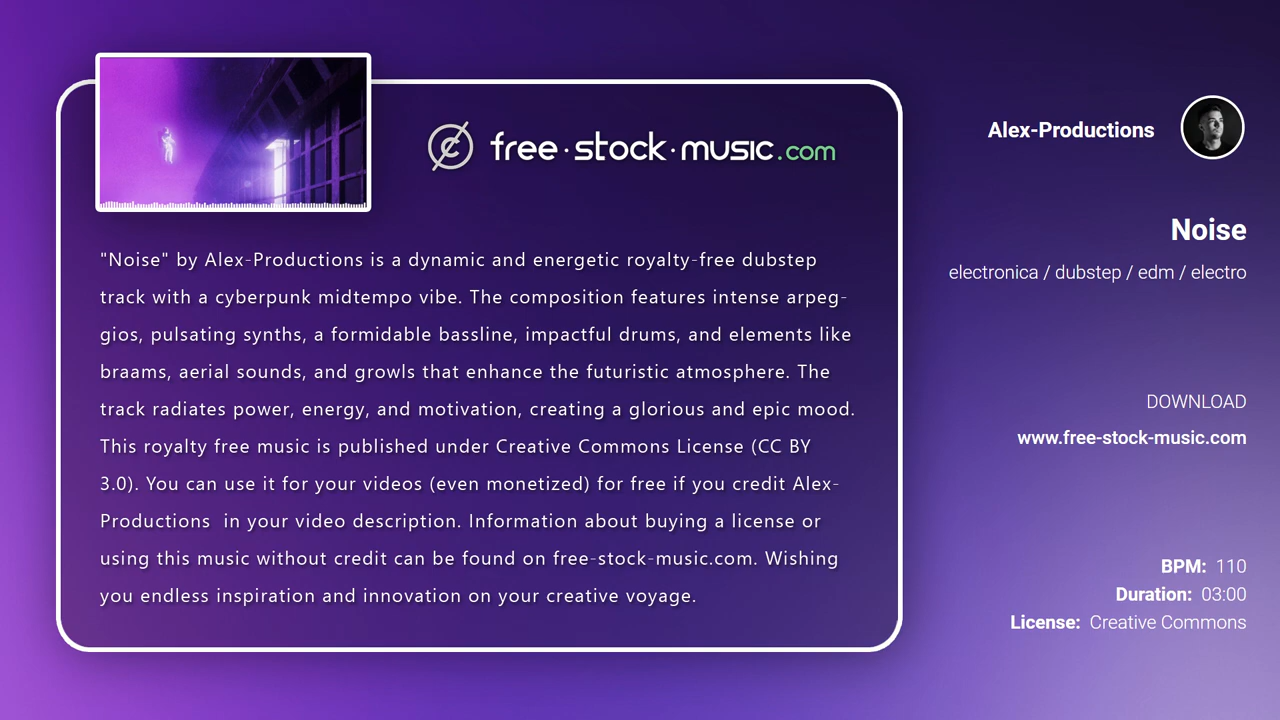 free·stock·music.com
"Noise" by Alex-Productions is a dynamic and energetic royalty-free dubstep
track with a cyberpunk midtempo vibe. The composition features intense arpeg-
gios, pulsating synths, a formidable bassline, impactful drums, and elements like
braams, aerial sounds, and growls that enhance the futuristic atmosphere. The
track radiates power, energy, and motivation, creating a glorious and epic mood.
This royalty free music is published under Creative Commons License (CC BY
3.0). You can use it for your videos (even monetized) for free if you credit Alex-
Productions  in your video description. Information about buying a license or
using this music without credit can be found on free-stock-music.com. Wishing
you endless inspiration and innovation on your creative voyage.
Alex-Productions
Noise
electronica / dubstep / edm / electro
DOWNLOAD
www.free-stock-music.com
BPM: 110
Duration: 03:00
License: Creative Commons